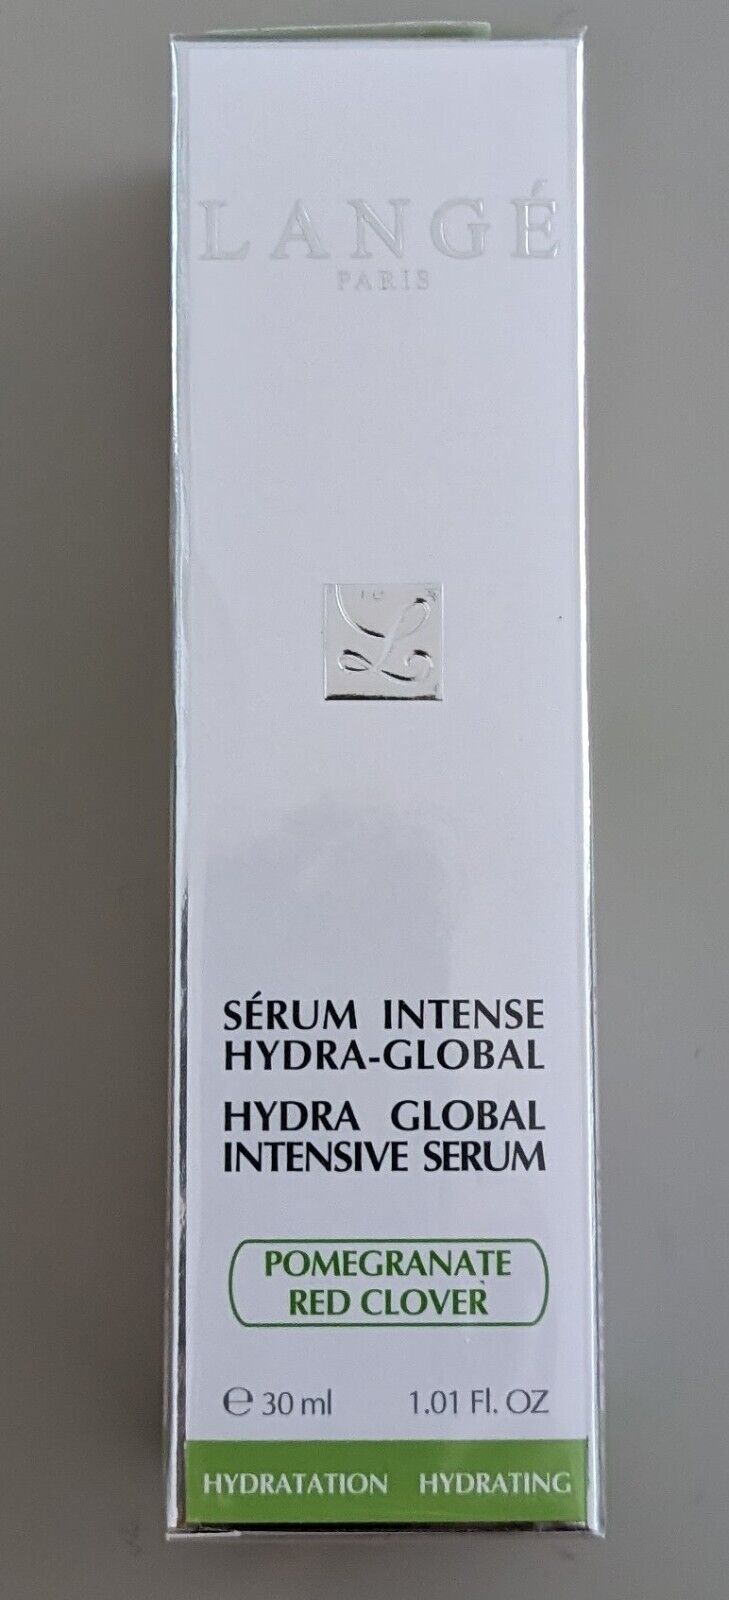 LANGÉ
PARIS
L
SÉRUM INTENSE
HYDRA-GLOBAL
HYDRA GLOBAL
INTENSIVE SERUM
POMEGRANATE
RED CLOVER
℮ 30 ml 1.01 Fl. OZ
HYDRATATION HYDRATING